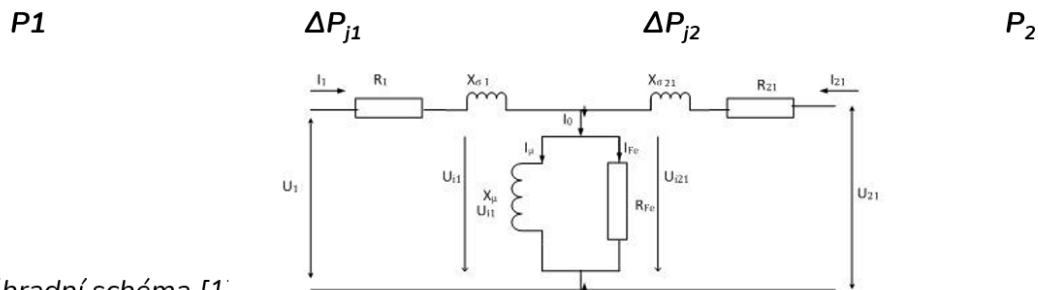 P1 ΔPj1 ΔPj2 P2
I1 R1 Xσ1 Xσ21 R21 I21
I0
Iμ IFe
U1 Ui1 Xμ Ui21 U21
Ui1 RFe
schéma [1]